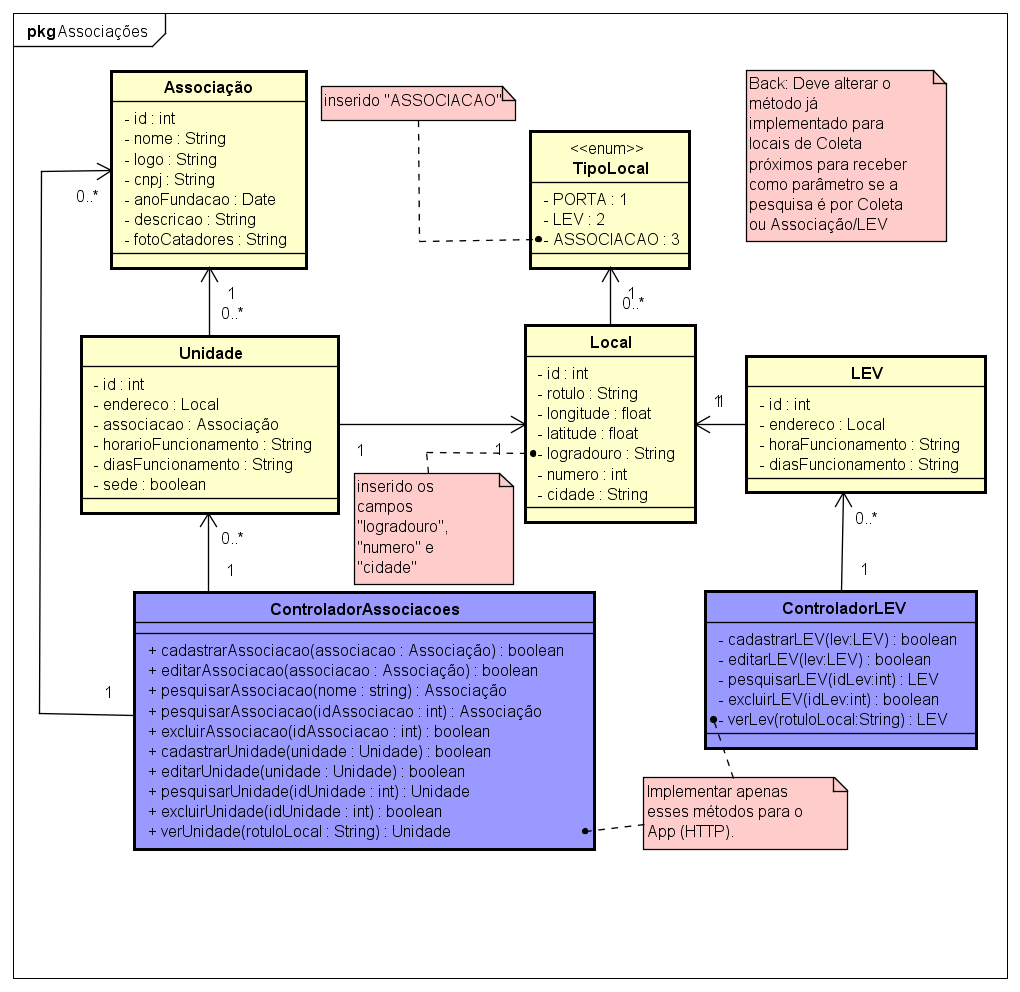 pkg Associações
Associação
- id : int
- nome : String
- logo : String
- cnpj : String
- anoFundacao : Date
- descricao : String
- fotoCatadores : String
inserido "ASSOCIACAO"
<<enum>>
TipoLocal
- PORTA : 1
- LEV : 2
- ASSOCIACAO : 3
Back: Deve alterar o
método já
implementado para
locais de Coleta
próximos para receber
como parâmetro se a
pesquisa é por Coleta
ou Associação/LEV
0..*
1
0..*
1
0..*
Unidade
- id : int
- endereco : Local
- associacao : Associação
- horarioFuncionamento : String
- diasFuncionamento : String
- sede : boolean
Local
- id : int
- rotulo : String
- longitude : float
- latitude : float
- logradouro : String
- numero : int
- cidade : String
LEV
- id : int
- endereco : Local
- horaFuncionamento : String
- diasFuncionamento : String
1
1
1
1
inserido os
campos
"logradouro",
"numero" e
"cidade"
0..*
1
0..*
1
1
ControladorAssociacoes
+ cadastrarAssociacao(associacao : Associação) : boolean
+ editarAssociacao(associacao : Associação) : boolean
+ pesquisarAssociacao(nome : string) : Associação
+ pesquisarAssociacao(idAssociacao : int) : Associação
+ excluirAssociacao(idAssociacao : int) : boolean
+ cadastrarUnidade(unidade : Unidade) : boolean
+ editarUnidade(unidade : Unidade) : boolean
+ pesquisarUnidade(idUnidade : int) : Unidade
+ excluirUnidade(idUnidade : int) : boolean
+ verUnidade(rotuloLocal : String) : Unidade
ControladorLEV
- cadastrarLEV(lev:LEV) : boolean
- editarLEV(lev:LEV) : boolean
- pesquisarLEV(idLev:int) : LEV
- excluirLEV(idLev:int) : boolean
- verLev(rotuloLocal:String) : LEV
Implementar apenas
esses métodos para o
App (HTTP).